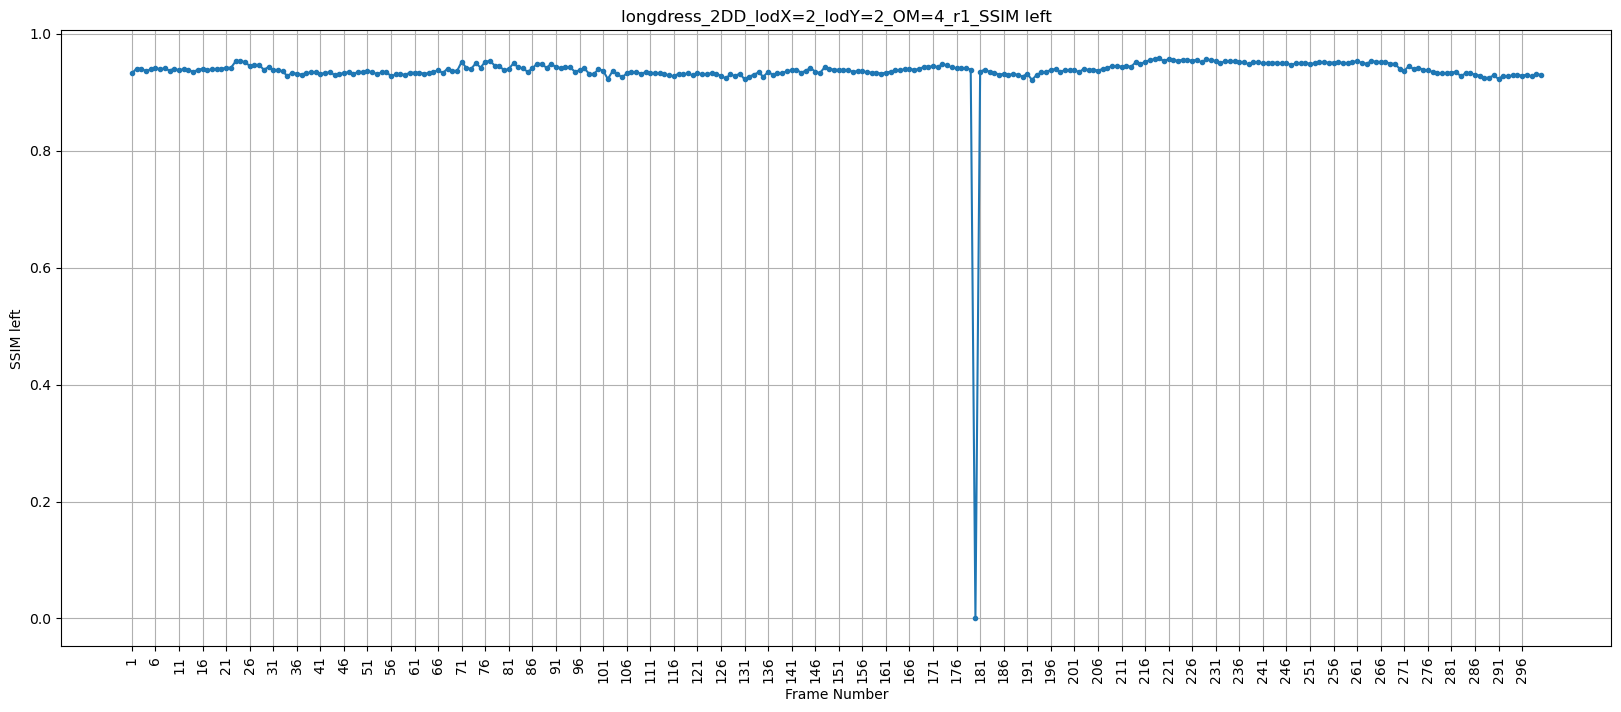 longdress_2DD_lodX=2_lodY=2_OM=4_r1_SSIM left
1.0
0.8
0.6
0.4
0.2
0.0
SSIM left
1 6 11 16 21 26 31 36 41 46 51 56 61 66 71 76 81 86 91 96 101 106 111 116 121 126 131 136 141 146 151 156 161 166 171 176 181 186 191 196 201 206 211 216 221 226 231 236 241 246 251 256 261 266 271 276 281 286 291 296
Frame Number